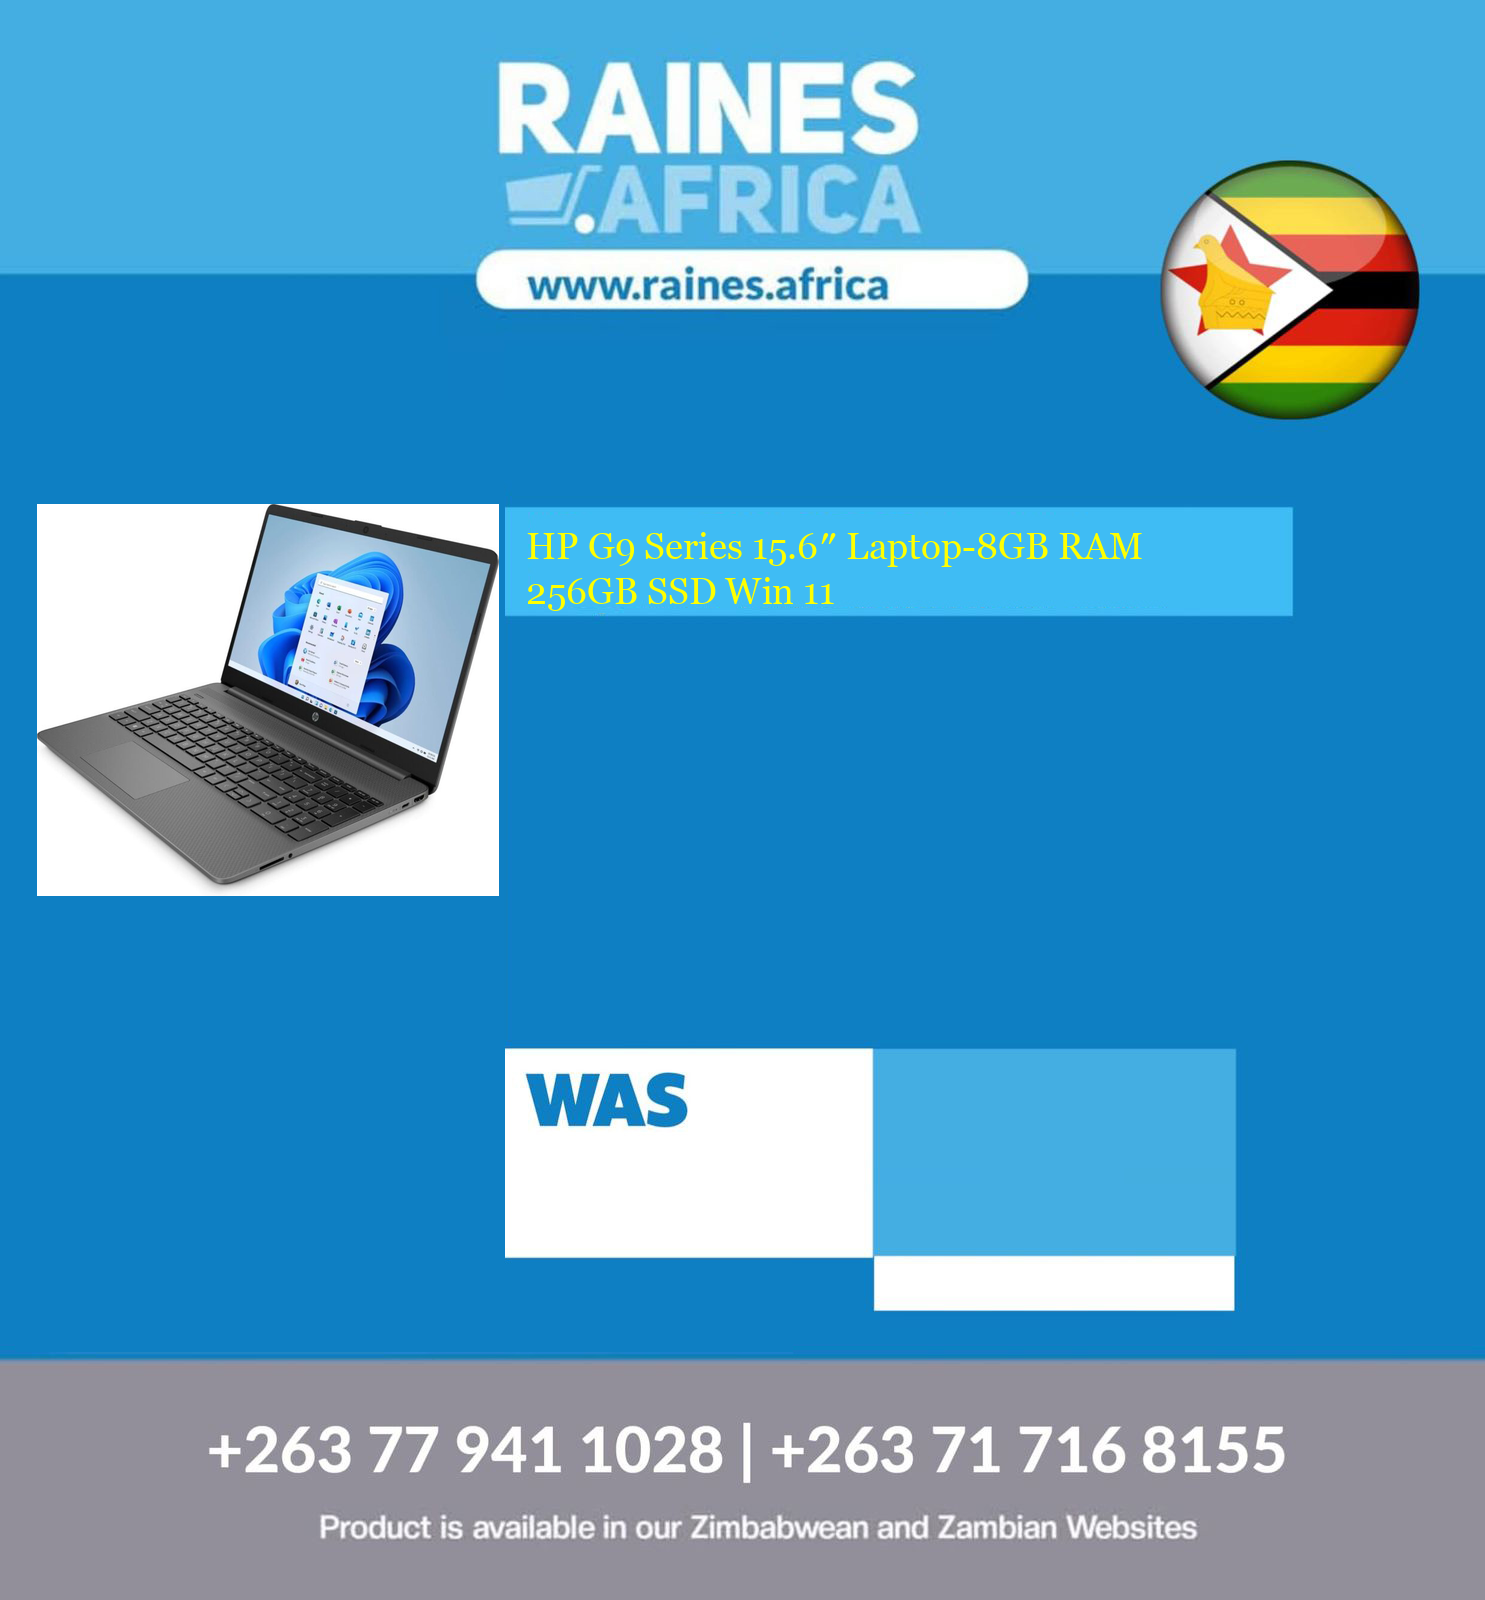 RAINES
.AFRICA
www.raines.africa
HP G9 Series 15.6″ Laptop-8GB RAM
256GB SSD Win 11
WAS
+263 77 941 1028 | +263 71 716 8155
Product is available in our Zimbabwean and Zambian Websites